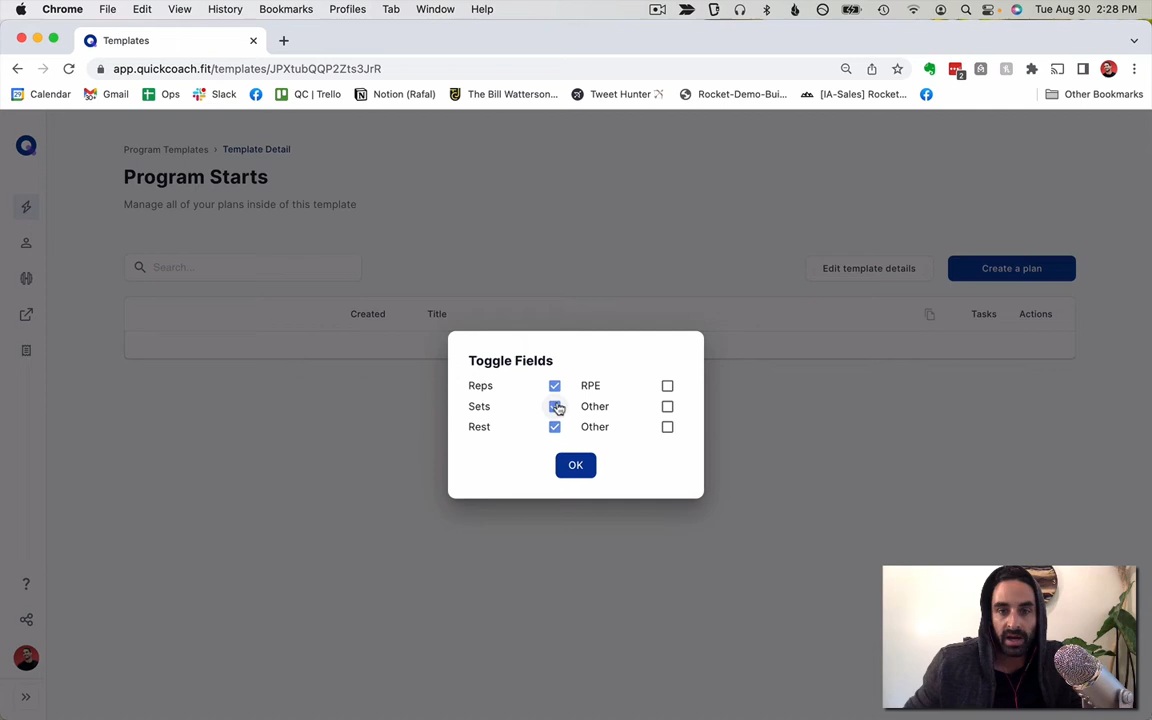 Chrome File Edit View History Bookmarks Profiles Tab Window Help Tue Aug 30 2:28 PM
Templates
app.quickcoach.fit/templates/JPXtubQQP2Zts3JrR
2
Calendar Gmail Ops Slack QC | Trello Notion (Rafal) The Bill Watterson... Tweet Hunter Rocket-Demo-Bui... [IA-Sales] Rocket... Other Bookmarks
Program Templates › Template Detail
Program Starts
Manage all of your plans inside of this template
Search...
Edit template details
Create a plan
Created Title Tasks Actions
Toggle Fields
Reps RPE
Sets Other
Rest Other
OK